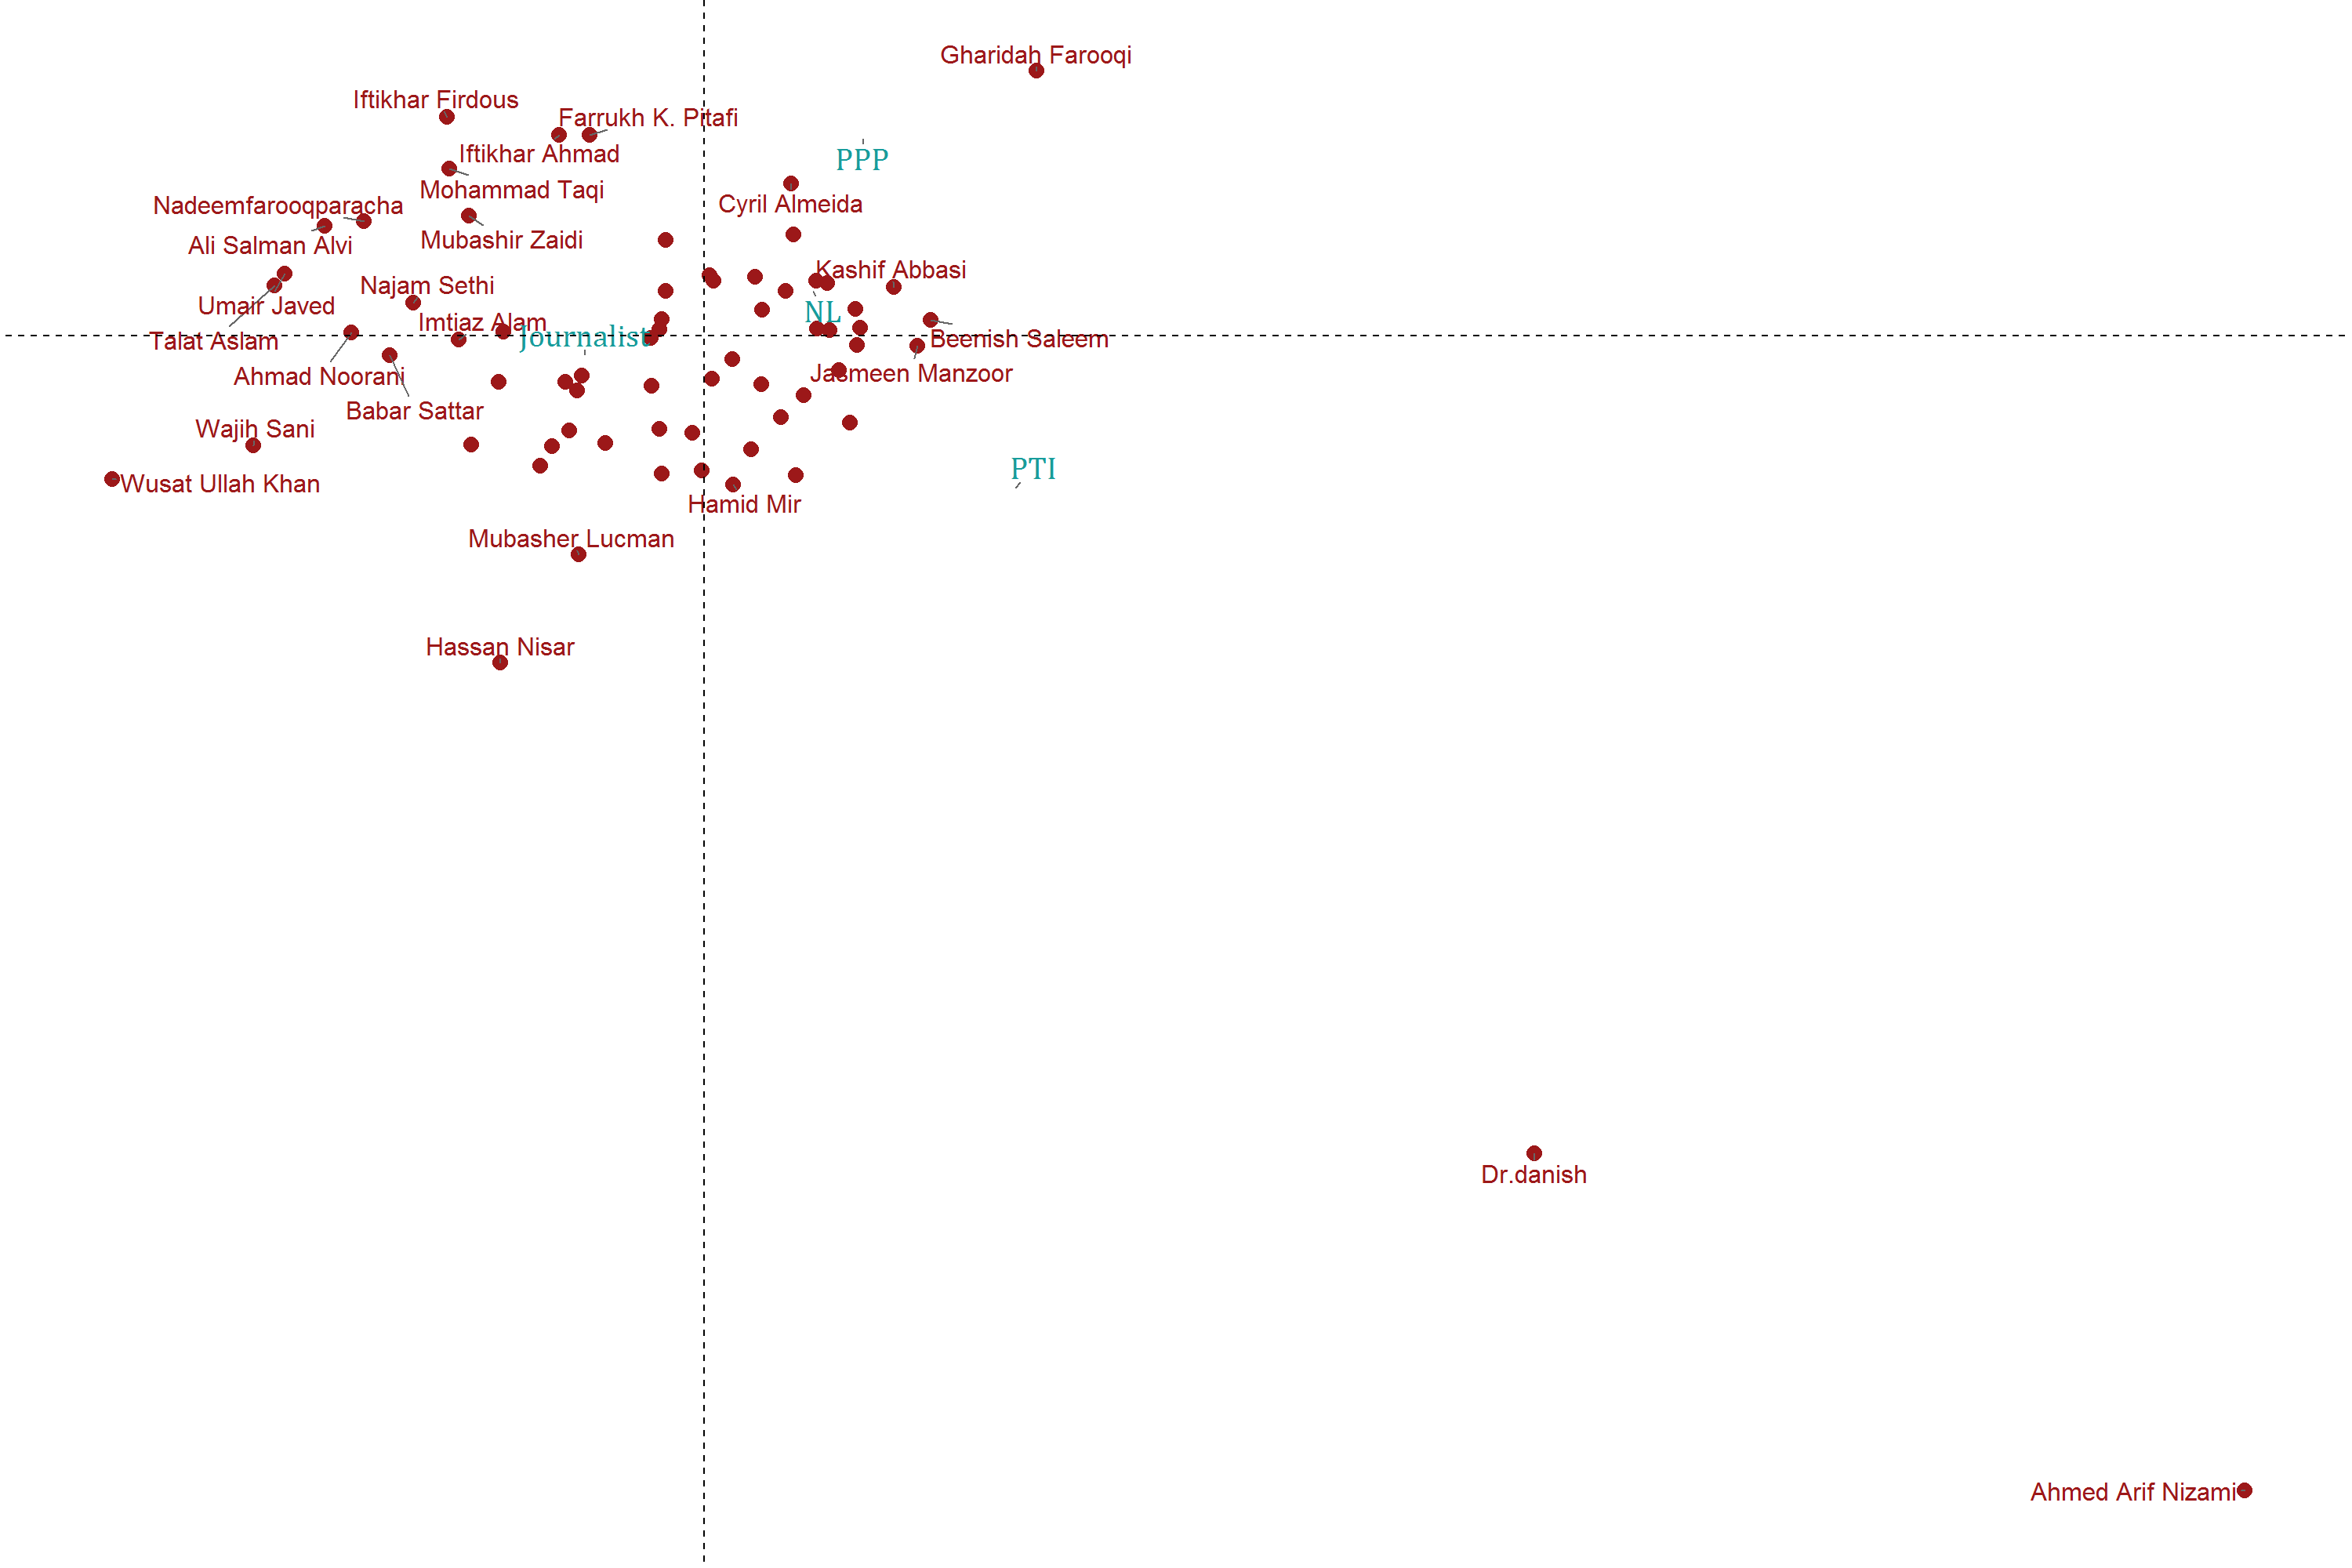 Gharidah Farooqi
Iftikhar Firdous
Farrukh K. Pitafi
Iftikhar Ahmad
PPP
Mohammad Taqi
Nadeemfarooqparacha
Cyril Almeida
Ali Salman Alvi
Mubashir Zaidi
Kashif Abbasi
Najam Sethi
Umair Javed
NL
Imtiaz Alam
Journalist
Talat Aslam
Beenish Saleem
Ahmad Noorani
Jasmeen Manzoor
Babar Sattar
Wajih Sani
PTI
Wusat Ullah Khan
Hamid Mir
Mubasher Lucman
Hassan Nisar
Dr.danish
Ahmed Arif Nizami